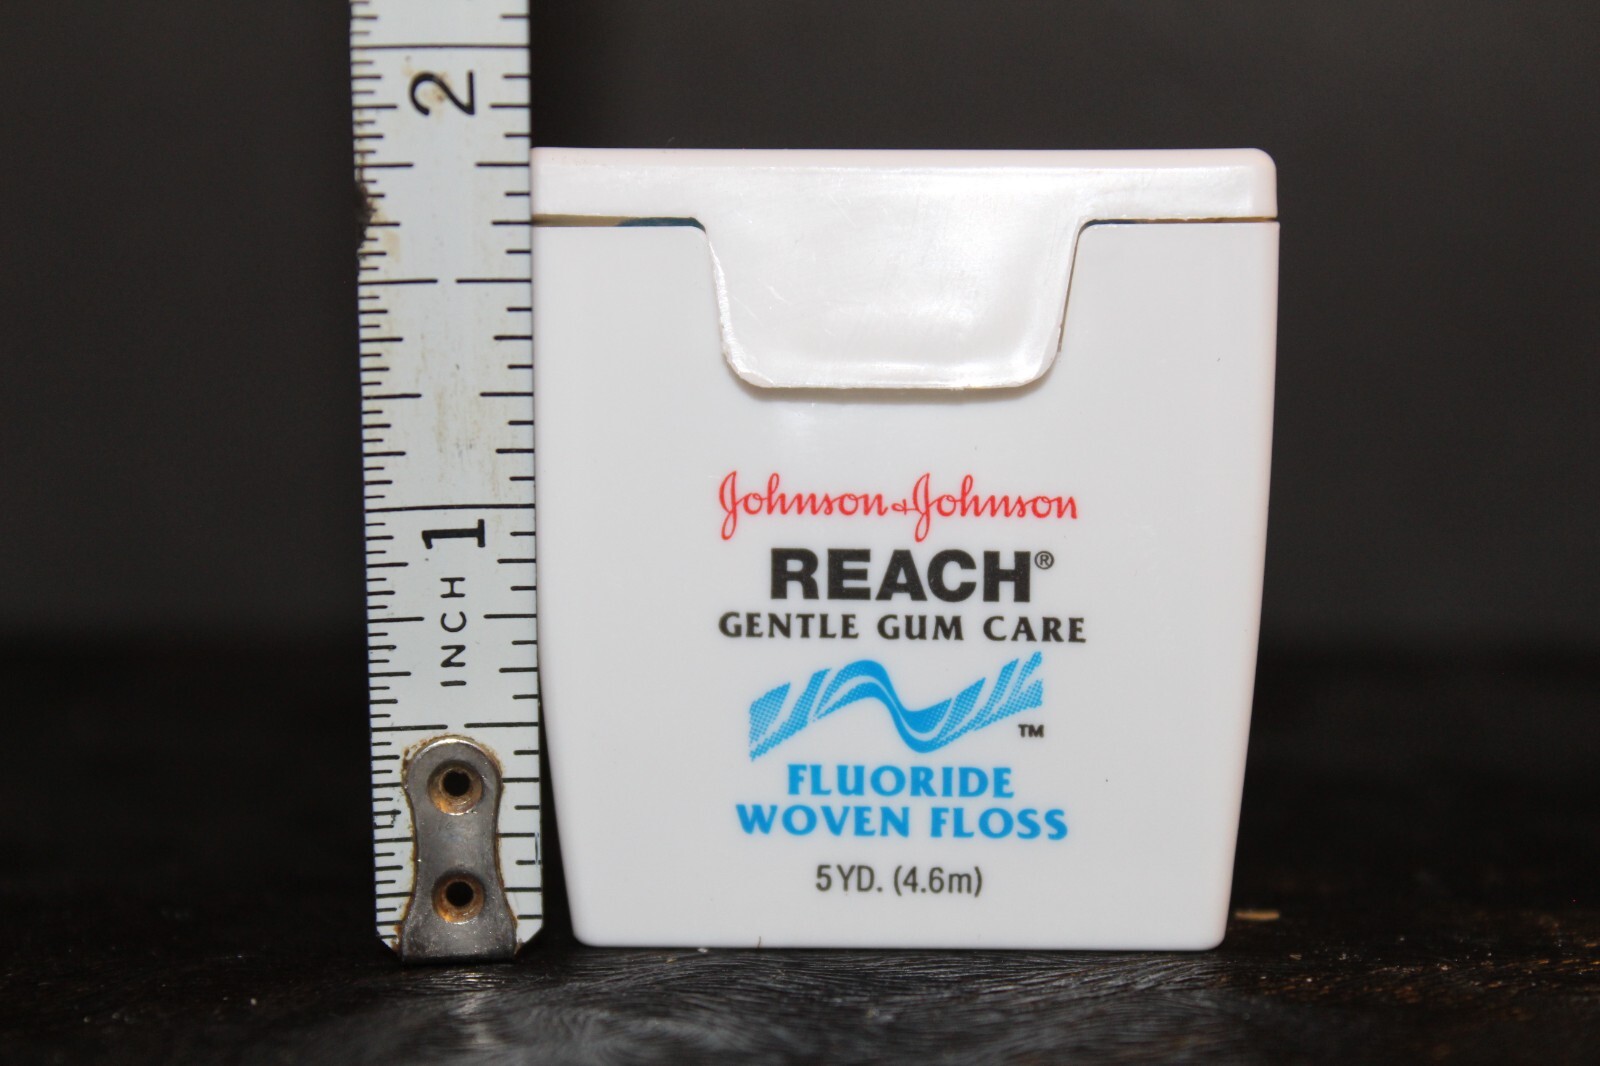 2
1
INCH
Johnson & Johnson
REACH®
GENTLE GUM CARE
™
FLUORIDE
WOVEN FLOSS
5 YD. (4.6m)